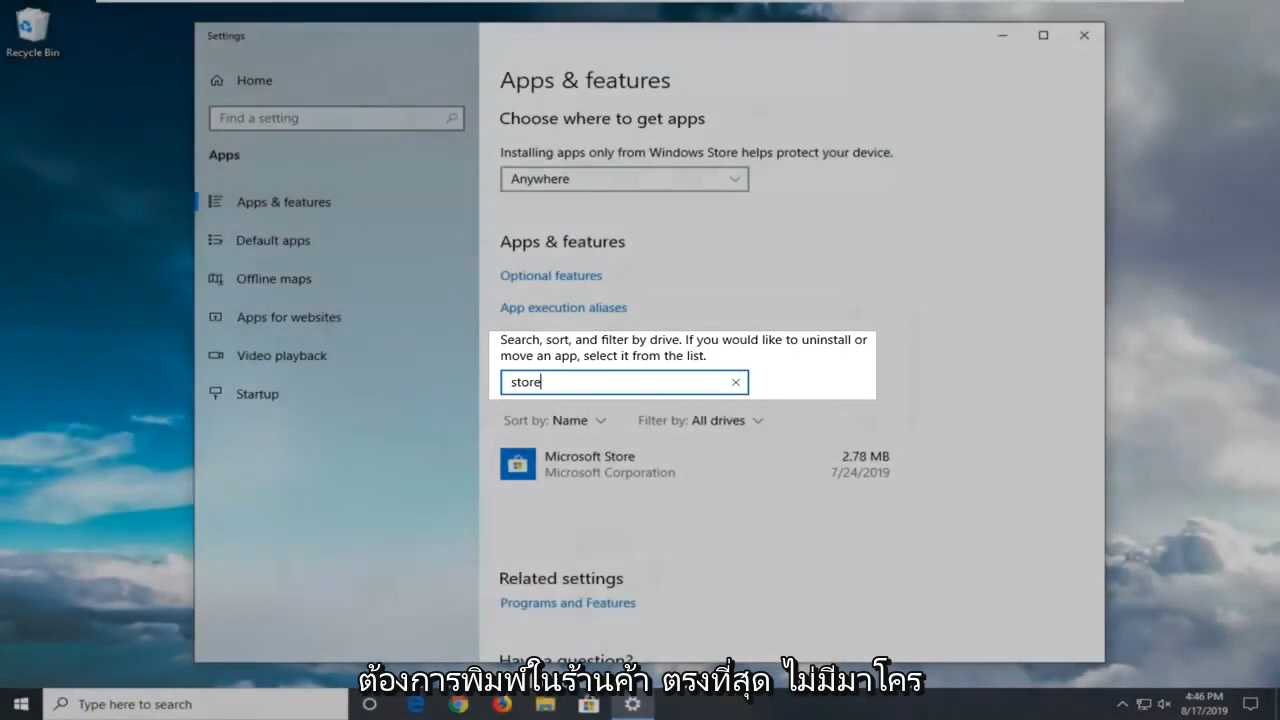 Recycle Bin
Settings
Home
Find a setting
Apps
Apps & features
Default apps
Offline maps
Apps for websites
Video playback
Startup
Apps & features
Choose where to get apps
Installing apps only from Windows Store helps protect your device.
Anywhere
Apps & features
Optional features
App execution aliases
Search, sort, and filter by drive. If you would like to uninstall or
move an app, select it from the list.
store
Sort by: Name
Filter by: All drives
Microsoft Store
2.78 MB
Microsoft Corporation
7/24/2019
Related settings
Programs and Features
Have a question?
ต้องการพิมพ์ในร้านค้า ตรงที่สุด ไม่มีมาโคร
Type here to search
4:46 PM
8/17/2019